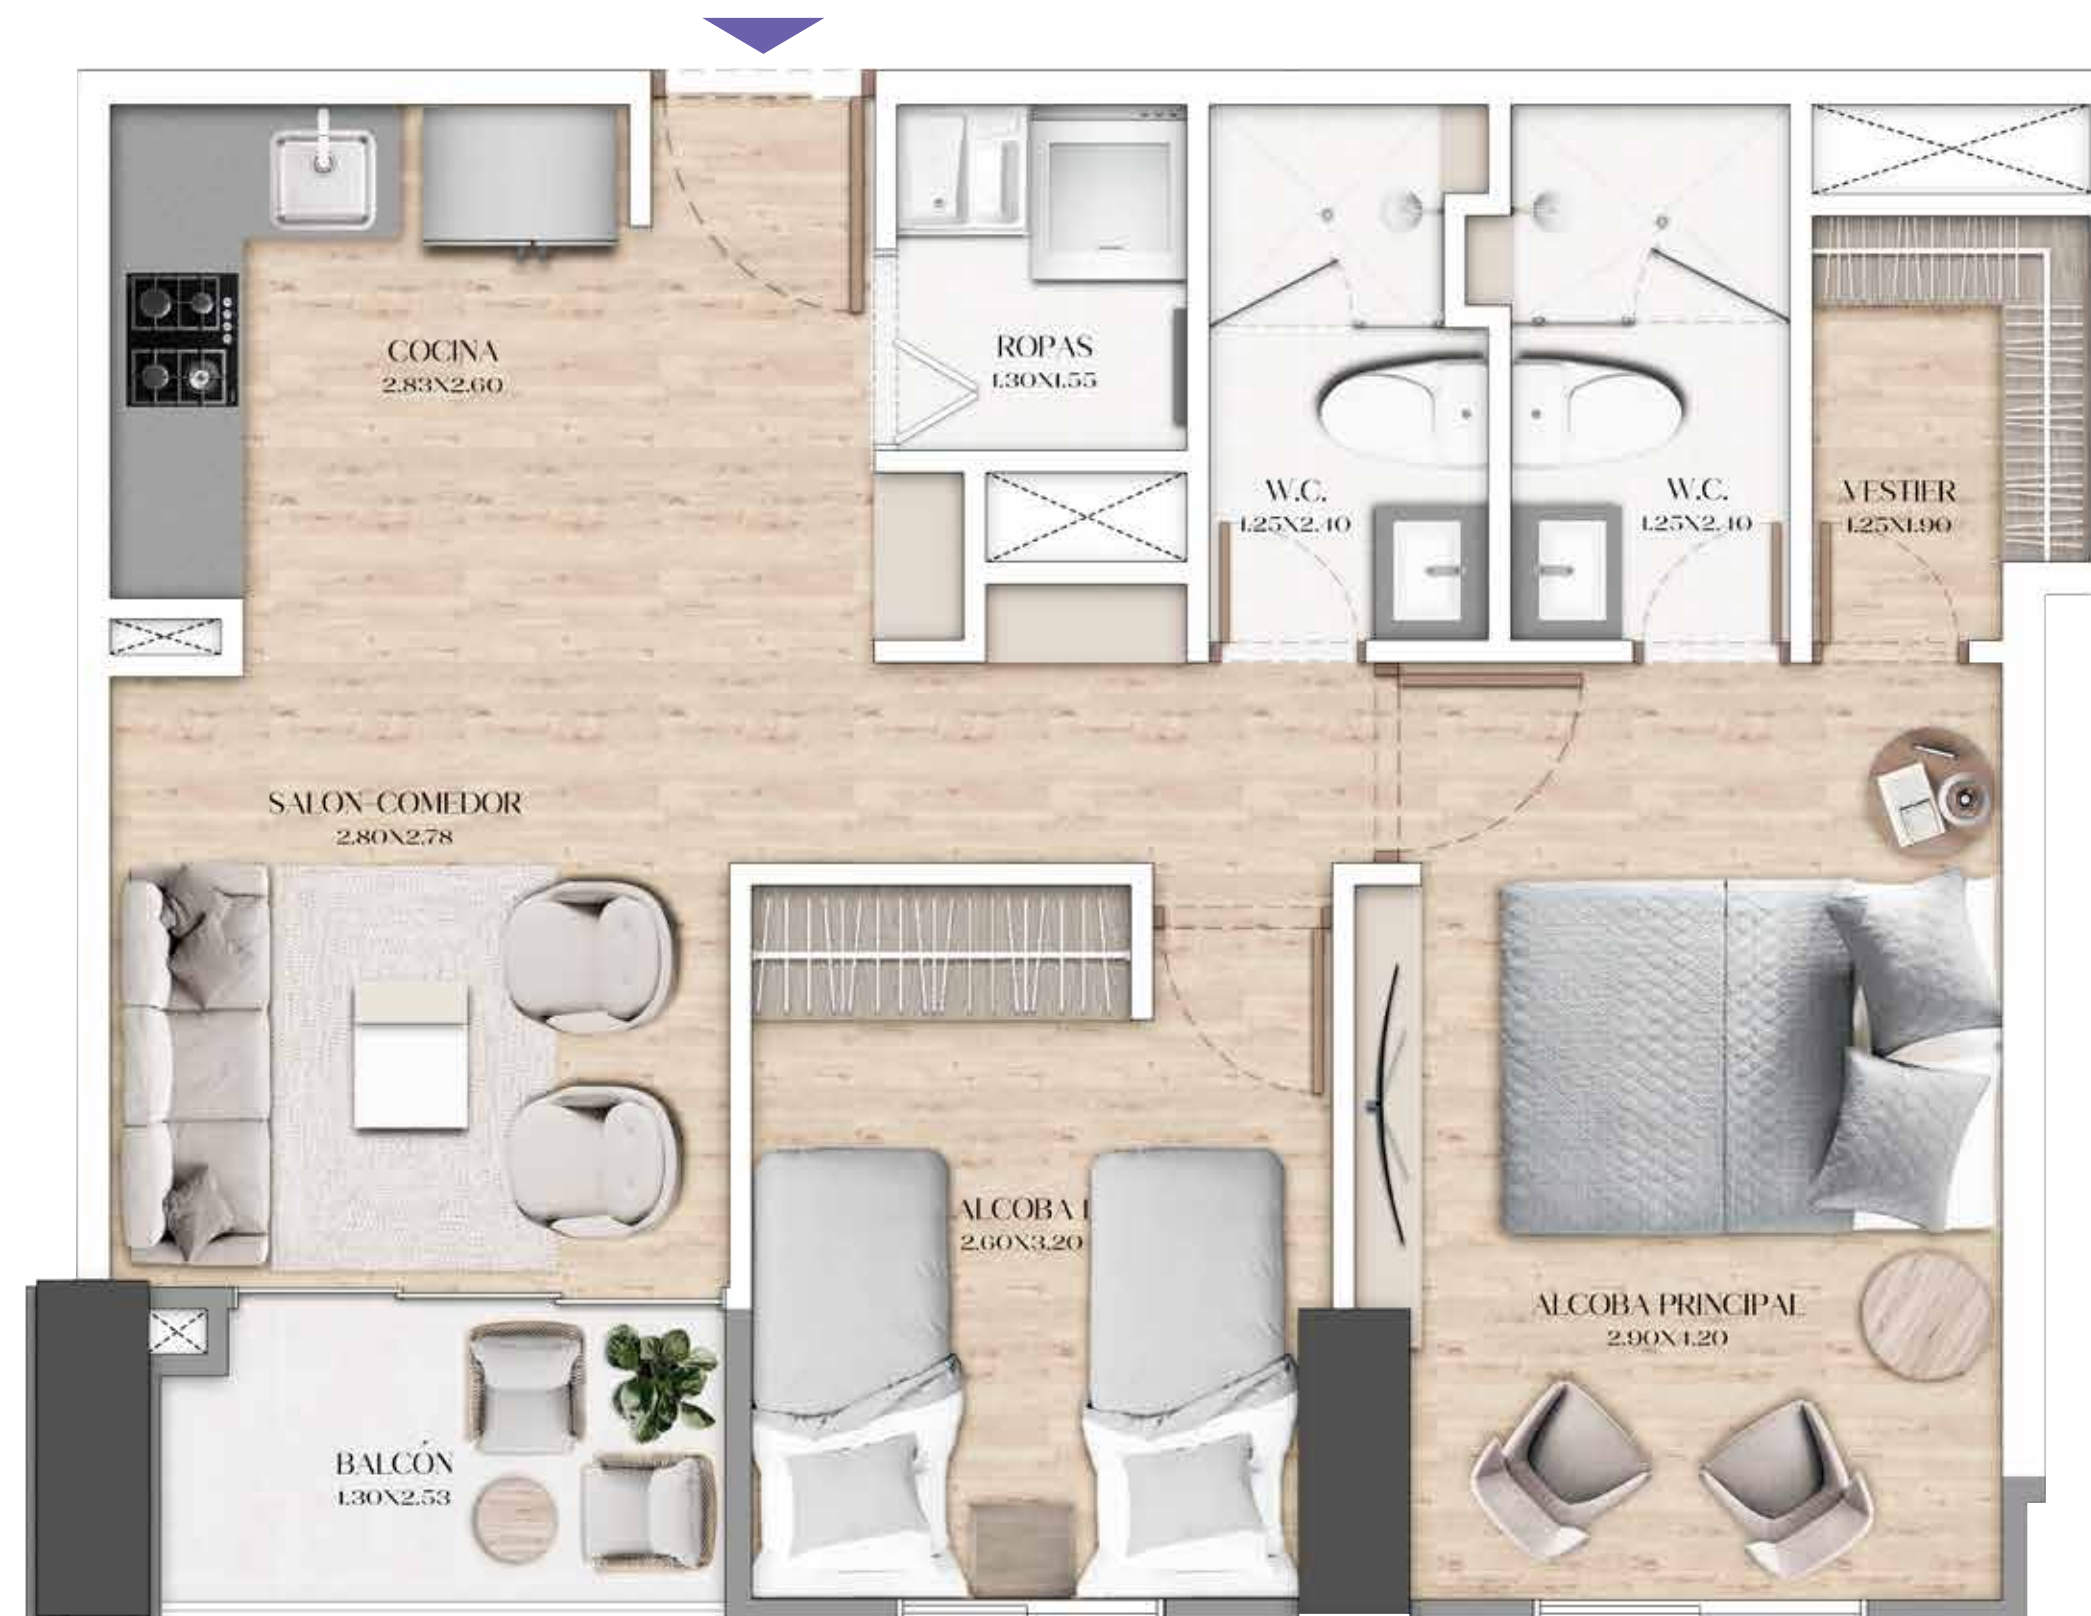 COCINA
2.83X2.60
ROPAS
1.30X1.55
W.C.
1.25X2.40
W.C.
1.25X2.40
VESTIER
1.25X1.90
SALON-COMEDOR
2.80X2.78
ALCOBA 1
2.60X3.20
ALCOBA PRINCIPAL
2.90X4.20
BALCÓN
1.30X2.53